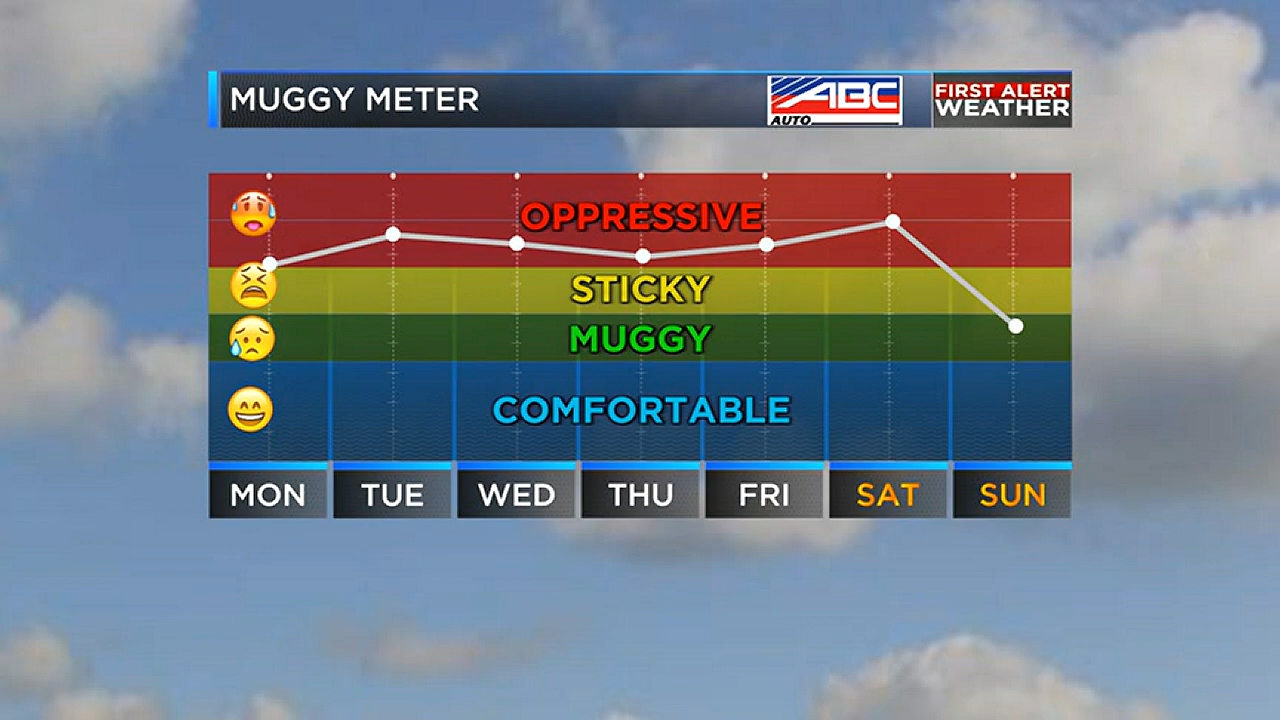 MUGGY METER
ABC
AUTO
FIRST ALERT
WEATHER
OPPRESSIVE
STICKY
MUGGY
COMFORTABLE
MON TUE WED THU FRI SAT SUN